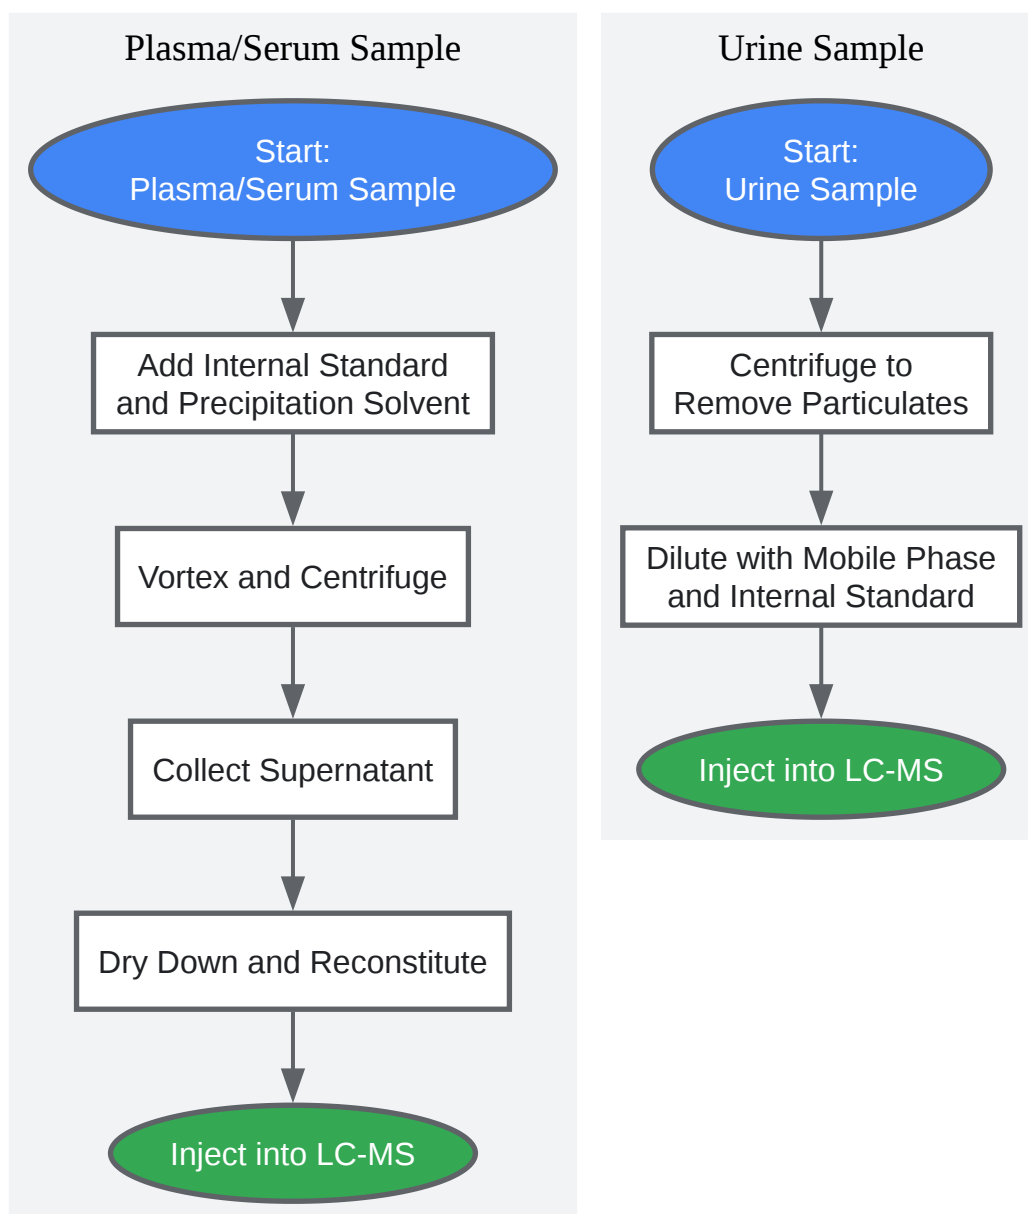 Plasma/Serum Sample
Start:
Plasma/Serum Sample
Add Internal Standard
and Precipitation Solvent
Vortex and Centrifuge
Collect Supernatant
Dry Down and Reconstitute
Inject into LC-MS
Urine Sample
Start:
Urine Sample
Centrifuge to
Remove Particulates
Dilute with Mobile Phase
and Internal Standard
Inject into LC-MS